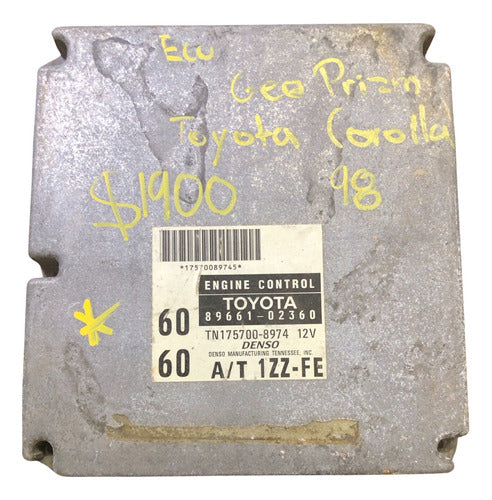 Ecu
Geo Prizm
Toyota Corolla
$1900 98
*17570089745*
ENGINE CONTROL
TOYOTA
60 89661-02360
TN175700-8974 12V
DENSO
60 DENSO MANUFACTURING TENNESSEE, INC
A/T 1ZZ-FE